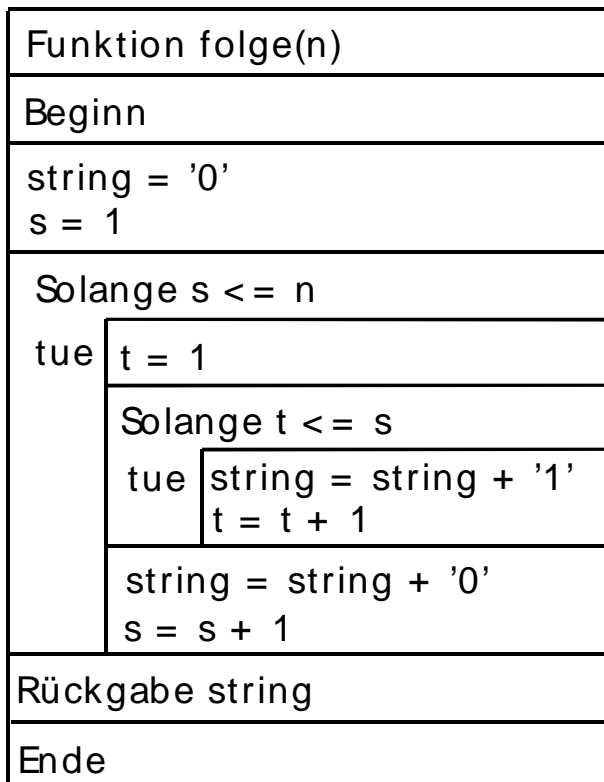 Funktion folge(n)
Beginn
string = '0'
s = 1
Solange s <= n
tue t = 1
Solange t <= s
tue string = string + '1'
t = t + 1
string = string + '0'
s = s + 1
Rückgabe string
Ende